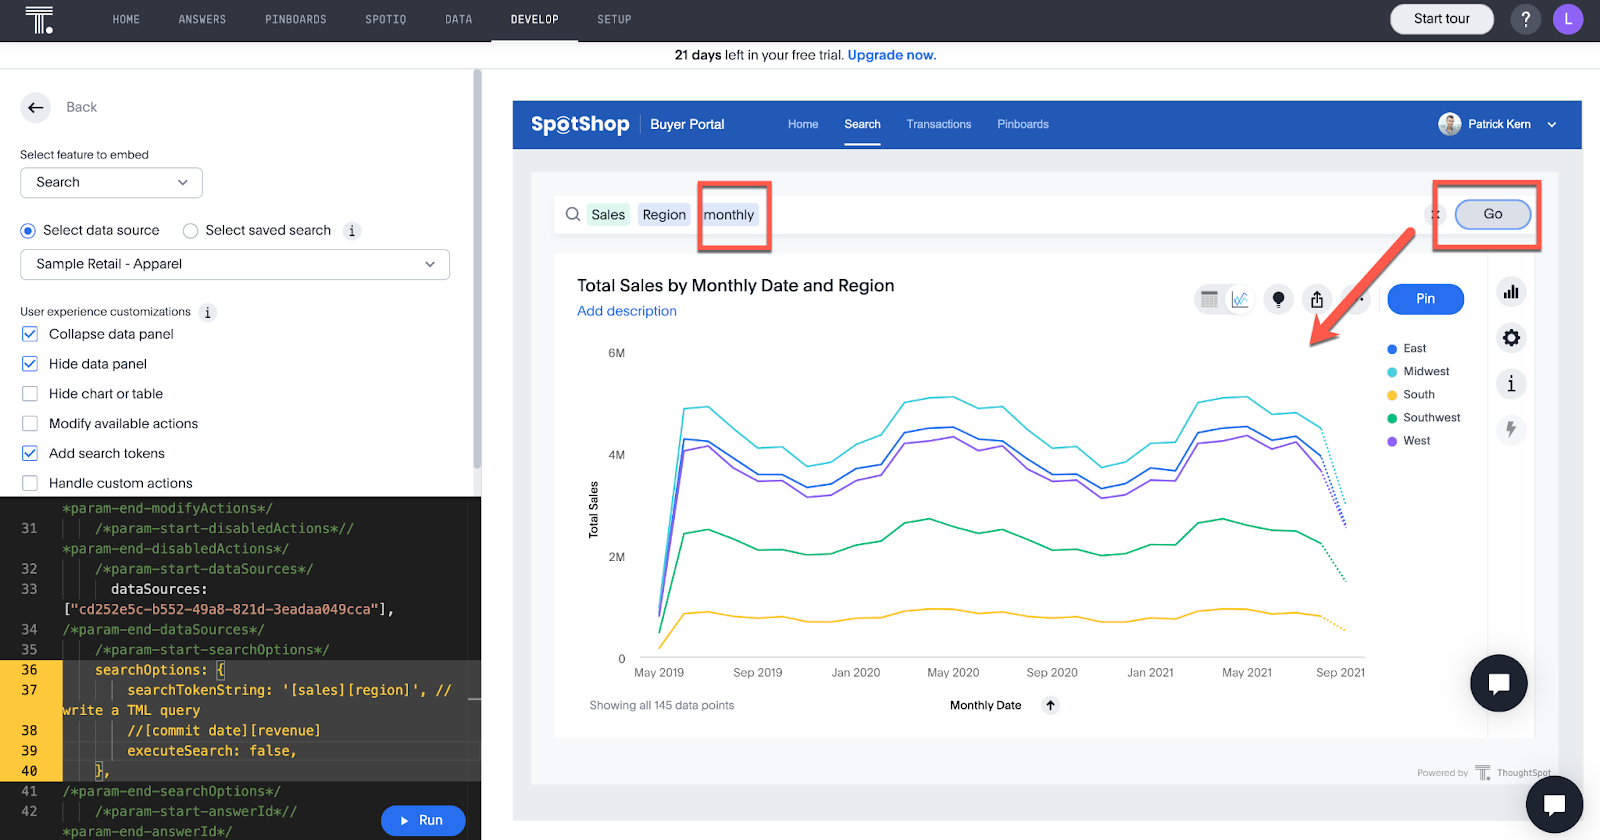 T.
HOME ANSWERS PINBOARDS SPOTIQ DATA DEVELOP SETUP
Start tour ? L
21 days left in your free trial. Upgrade now.
Back
Select feature to embed
Search
Select data source Select saved search i
Sample Retail - Apparel
User experience customizations i
Collapse data panel
Hide data panel
Hide chart or table
Modify available actions
Add search tokens
Handle custom actions
*param-end-modifyActions*/
31 /*param-start-disabledActions*//
*param-end-disabledActions*/
32 /*param-start-dataSources*/
33 dataSources:
["cd252e5c-b552-49a8-821d-3eadaa049cca"],
34 /*param-end-dataSources*/
35 /*param-start-searchOptions*/
36 searchOptions: {
37 searchTokenString: '[sales][region]', //
write a TML query
38 //[commit date][revenue]
39 executeSearch: false,
40 },
41 /*param-end-searchOptions*/
42 /*param-start-answerId*//
*param-end-answerId*/
Run
SpotShop Buyer Portal Home Search Transactions Pinboards Patrick Kern
Sales Region monthly x Go
Total Sales by Monthly Date and Region
Add description
Pin
i
East
Midwest
South
Southwest
West
Total Sales
6M
4M
2M
0
May 2019 Sep 2019 Jan 2020 May 2020 Sep 2020 Jan 2021 May 2021 Sep 2021
Showing all 145 data points
Monthly Date
Powered by T. ThoughtSpot